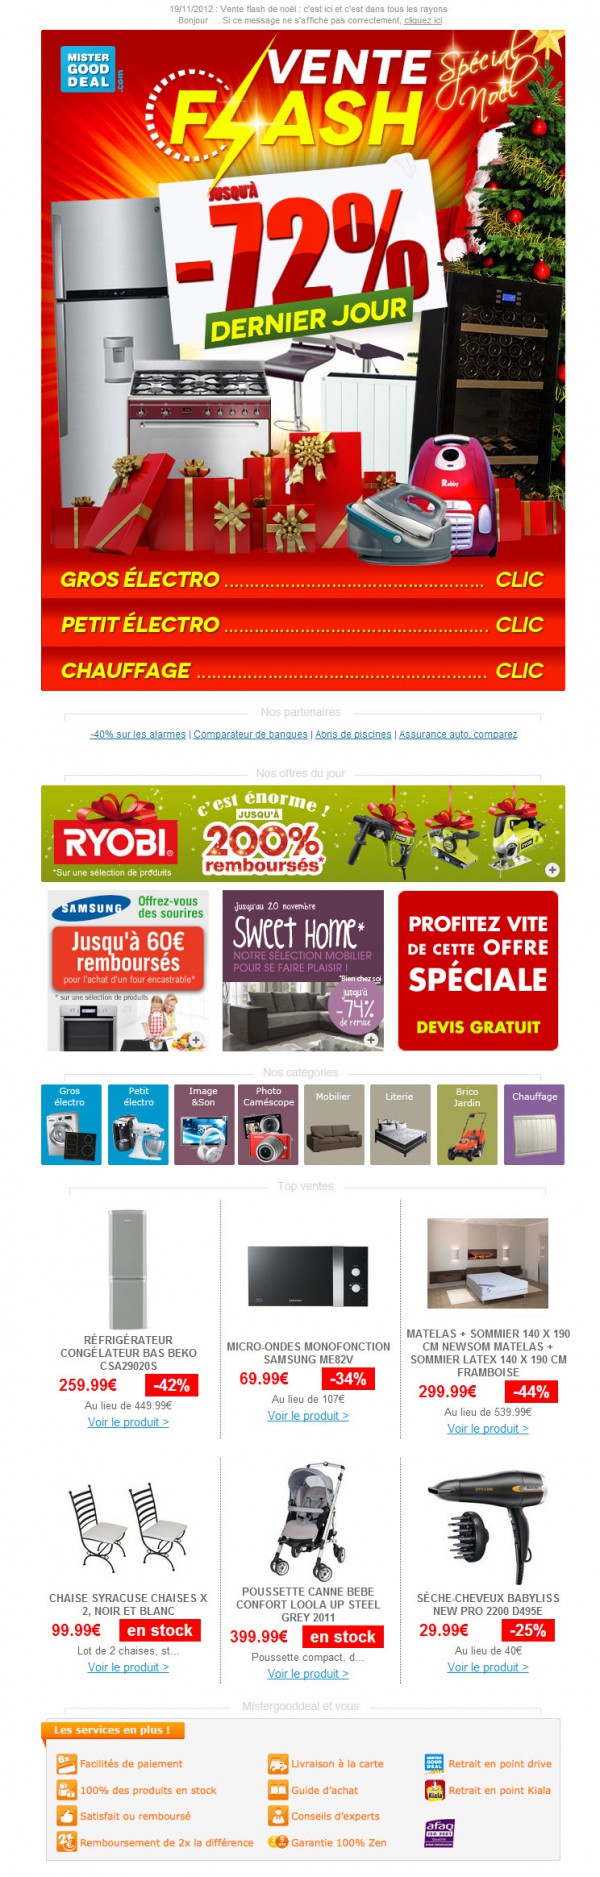 19/11/2012 : Vente flash de noël : c'est ici et c'est dans tous les rayons
Bonjour . Si ce message ne s'affiche pas correctement, cliquez ici
MISTER
GOOD
DEAL
.com
VENTE
FLASH
Spécial
Noël
JUSQU'À
-72%
DERNIER JOUR
Robby
GROS ÉLECTRO ........ CLIC
PETIT ÉLECTRO ........ CLIC
CHAUFFAGE ........ CLIC
Nos partenaires
-40% sur les alarmes | Comparateur de banques | Abris de piscines | Assurance auto, comparez
Nos offres du jour
RYOBI
*Sur une sélection de produits
c'est énorme !
JUSQU'À
200%
remboursés*
SAMSUNG
Offrez-vous
des sourires
Jusqu'à 60€
remboursés
pour l'achat d'un four encastrable*
* sur une sélection de produits
jusqu'au 20 novembre
SWEET HOME*
NOTRE SÉLECTION MOBILIER
POUR SE FAIRE PLAISIR !
*Bien chez soi
jusqu'à
-74%
de remise
PROFITEZ VITE
DE CETTE OFFRE
SPÉCIALE
DEVIS GRATUIT
Nos catégories
Gros électro
Petit électro
Image &Son
Photo Caméscope
Mobilier
Literie
Brico Jardin
Chauffage
Top ventes
RÉFRIGÉRATEUR
CONGÉLATEUR BAS BEKO
CSA29020S
259.99€ -42%
Au lieu de 449.99€
Voir le produit >
MICRO-ONDES MONOFONCTION
SAMSUNG ME82V
69.99€ -34%
Au lieu de 107€
Voir le produit >
MATELAS + SOMMIER 140 X 190
CM NEWSOM MATELAS +
SOMMIER LATEX 140 X 190 CM
FRAMBOISE
299.99€ -44%
Au lieu de 539.99€
Voir le produit >
CHAISE SYRACUSE CHAISES X
2, NOIR ET BLANC
99.99€ en stock
Lot de 2 chaises, st...
Voir le produit >
POUSSETTE CANNE BEBE
CONFORT LOOLA UP STEEL
GREY 2011
399.99€ en stock
Poussette compact, d...
Voir le produit >
SÈCHE-CHEVEUX BABYLISS
NEW PRO 2200 D495E
29.99€ -25%
Au lieu de 40€
Voir le produit >
Mistergooddeal et vous
Les services en plus !
Facilités de paiement
100% des produits en stock
Satisfait ou remboursé
Remboursement de 2x la différence
Livraison à la carte
Guide d'achat
Conseils d'experts
Garantie 100% Zen
Retrait en point drive
Retrait en point Kiala
afaq